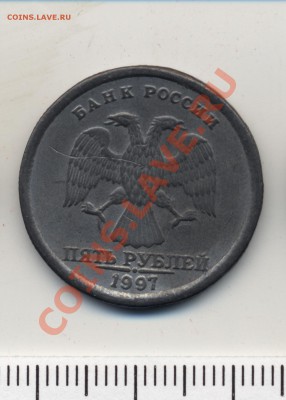 COINS.LAVE.RU
БАНК РОССИИ
COINS.LAVE.RU
ПЯТЬ РУБЛЕЙ
1997